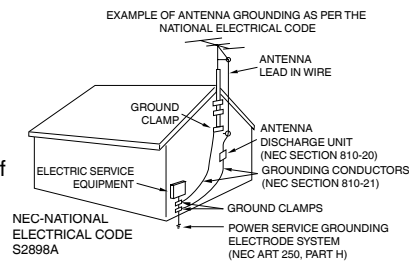 EXAMPLE OF ANTENNA GROUNDING AS PER THE
NATIONAL ELECTRICAL CODE
ANTENNA
LEAD IN WIRE
GROUND
CLAMP
ANTENNA
DISCHARGE UNIT
(NEC SECTION 810-20)
of
ELECTRIC SERVICE
EQUIPMENT
GROUNDING CONDUCTORS
(NEC SECTION 810-21)
GROUND CLAMPS
NEC-NATIONAL
ELECTRICAL CODE
S2898A
POWER SERVICE GROUNDING
ELECTRODE SYSTEM
(NEC ART 250, PART H)